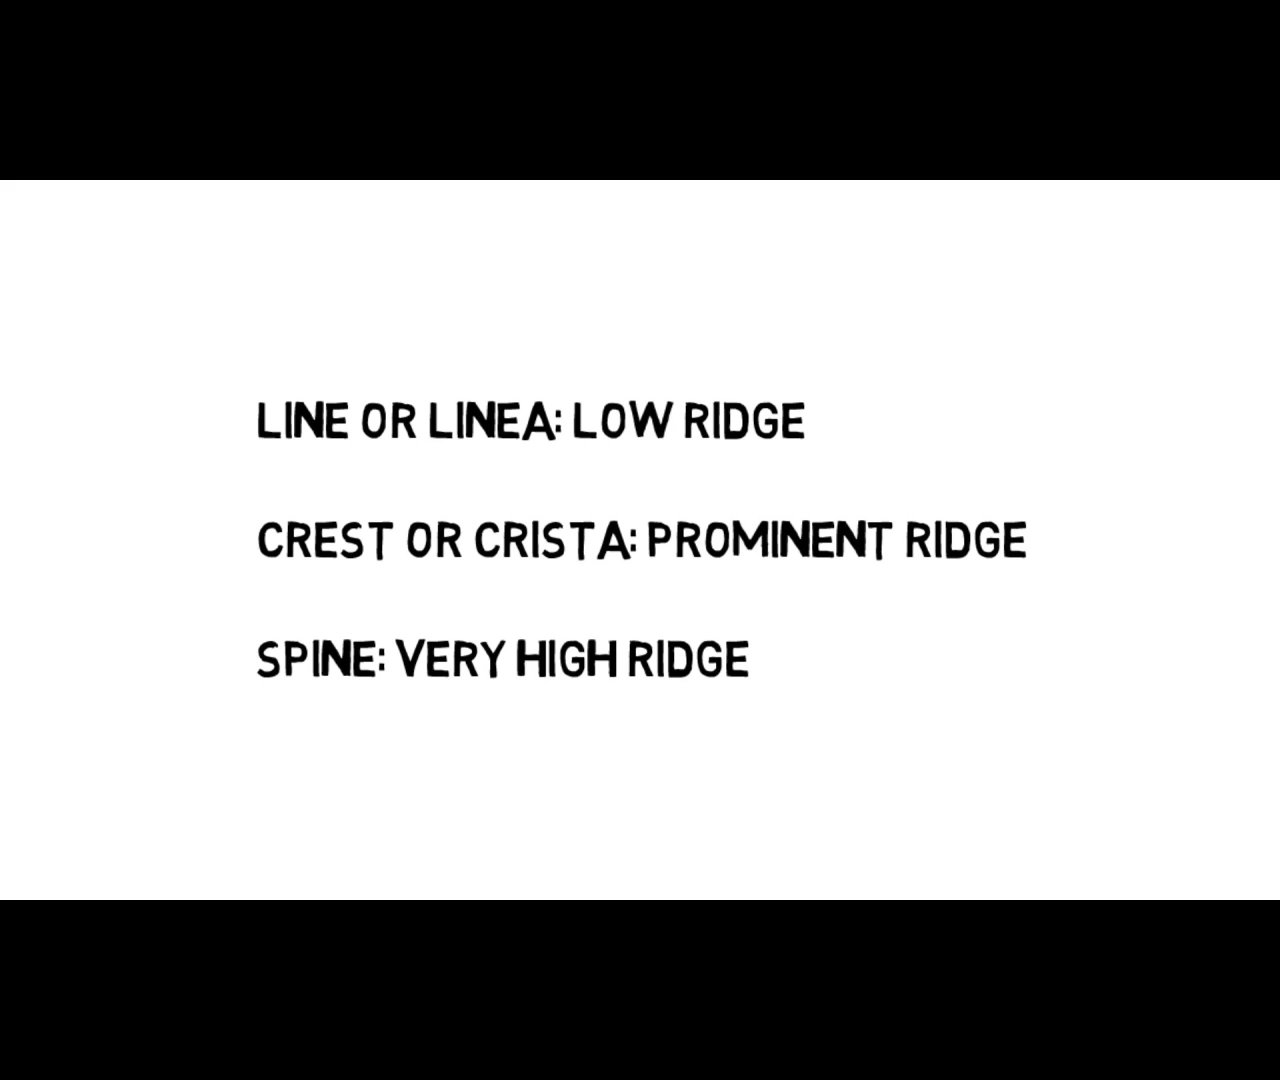 LINE OR LINEA: LOW RIDGE
CREST OR CRISTA: PROMINENT RIDGE
SPINE: VERY HIGH RIDGE